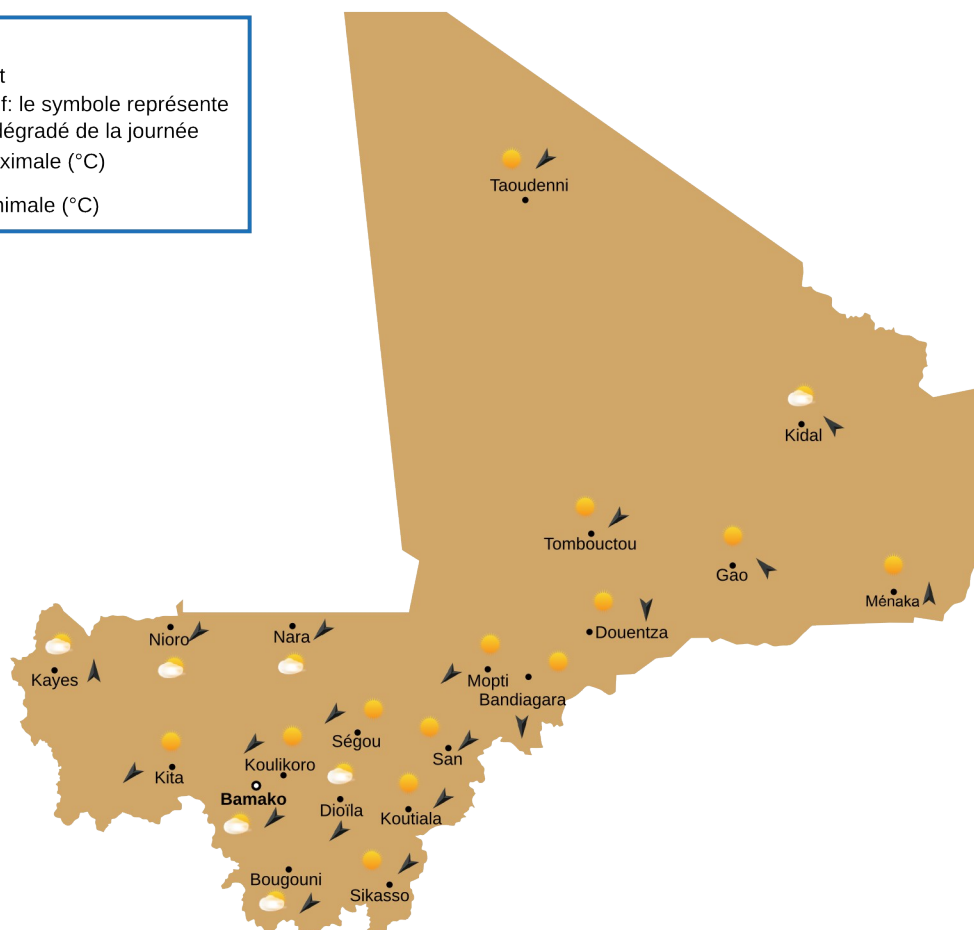 t
f: le symbole représente
dégradé de la journée
ximale (°C)
nimale (°C)
Taoudenni
Kidal
Tombouctou
Gao
Ménaka
Douentza
Nioro
Nara
Kayes
Mopti
Bandiagara
Ségou
San
Koulikoro
Kita
Bamako
Dioïla
Koutiala
Bougouni
Sikasso